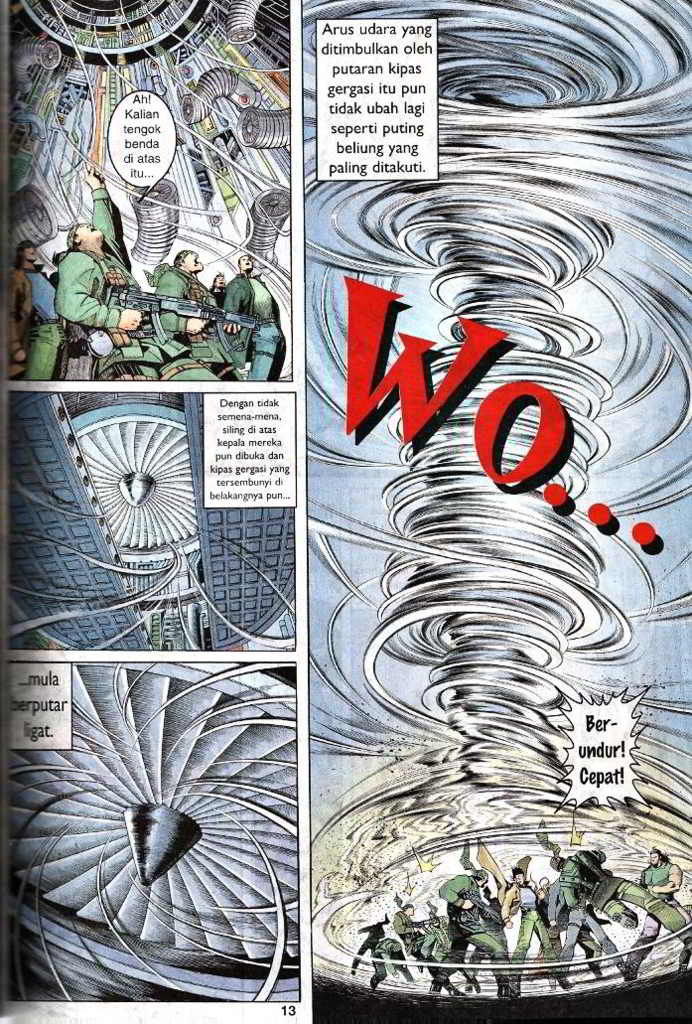 Ah!
Kalian
tengok
benda
di atas
itu...
Dengan tidak
semena-mena,
siling di atas
kepala mereka
pun dibuka dan
kipas gergasi yang
tersembunyi di
belakangnya pun...
...mula
berputar
ligat.
Arus udara yang
ditimbulkan oleh
putaran kipas
gergasi itu pun
tidak ubah lagi
seperti puting
beliung yang
paling ditakuti.
Wo....
Ber-
undur!
Cepat!
13